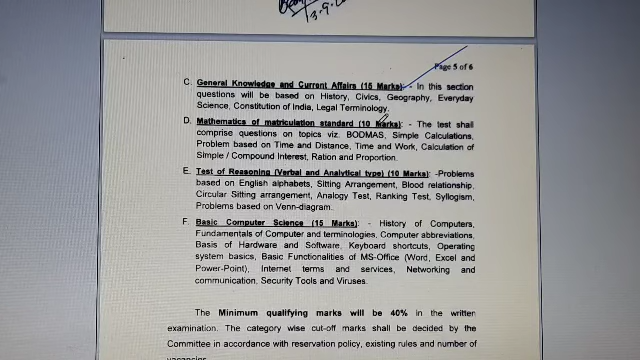 13.9.
Page 5 of 6
C. General Knowledge and Current Affairs (15 Marks): - In this section
questions will be based on History, Civics, Geography, Everyday
Science, Constitution of India, Legal Terminology.
D. Mathematics of matriculation standard (10 Marks): - The test shall
comprise questions on topics viz. BODMAS, Simple Calculations,
Problem based on Time and Distance, Time and Work, Calculation of
Simple / Compound Interest, Ration and Proportion.
E. Test of Reasoning (Verbal and Analytical type) (10 Marks): -Problems
based on English alphabets, Sitting Arrangement, Blood relationship,
Circular Sitting arrangement, Analogy Test, Ranking Test, Syllogism,
Problems based on Venn-diagram.
F. Basic Computer Science (15 Marks): - History of Computers,
Fundamentals of Computer and terminologies, Computer abbreviations,
Basis of Hardware and Software, Keyboard shortcuts, Operating
system basics, Basic Functionalities of MS-Office (Word, Excel and
Power-Point), Internet terms and services, Networking and
communication, Security Tools and Viruses.
The Minimum qualifying marks will be 40% in the written
examination. The category wise cut-off marks shall be decided by the
Committee in accordance with reservation policy, existing rules and number of
vacancies